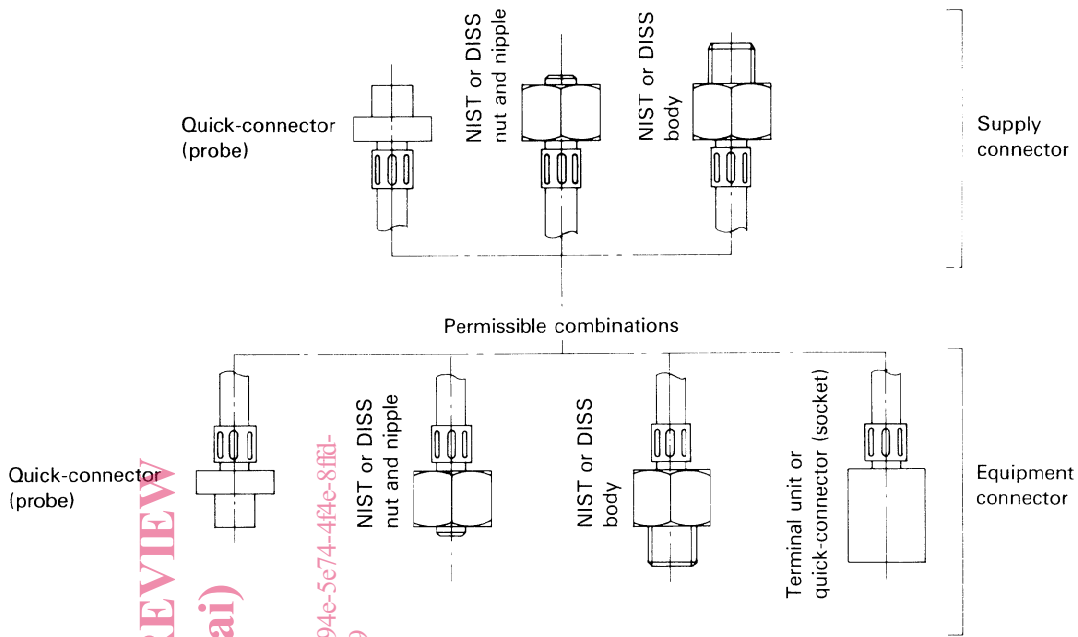 NIST or DISS
nut and nipple
NIST or DISS
body
Quick-connector
(probe)
Supply
connector
Permissible combinations
Quick-connector
(probe)
NIST or DISS
nut and nipple
NIST or DISS
body
Terminal unit or
quick-connector (socket)
Equipment
connector
REVIEW
ai)
94e-5e74-4f4e-8ffd-
9